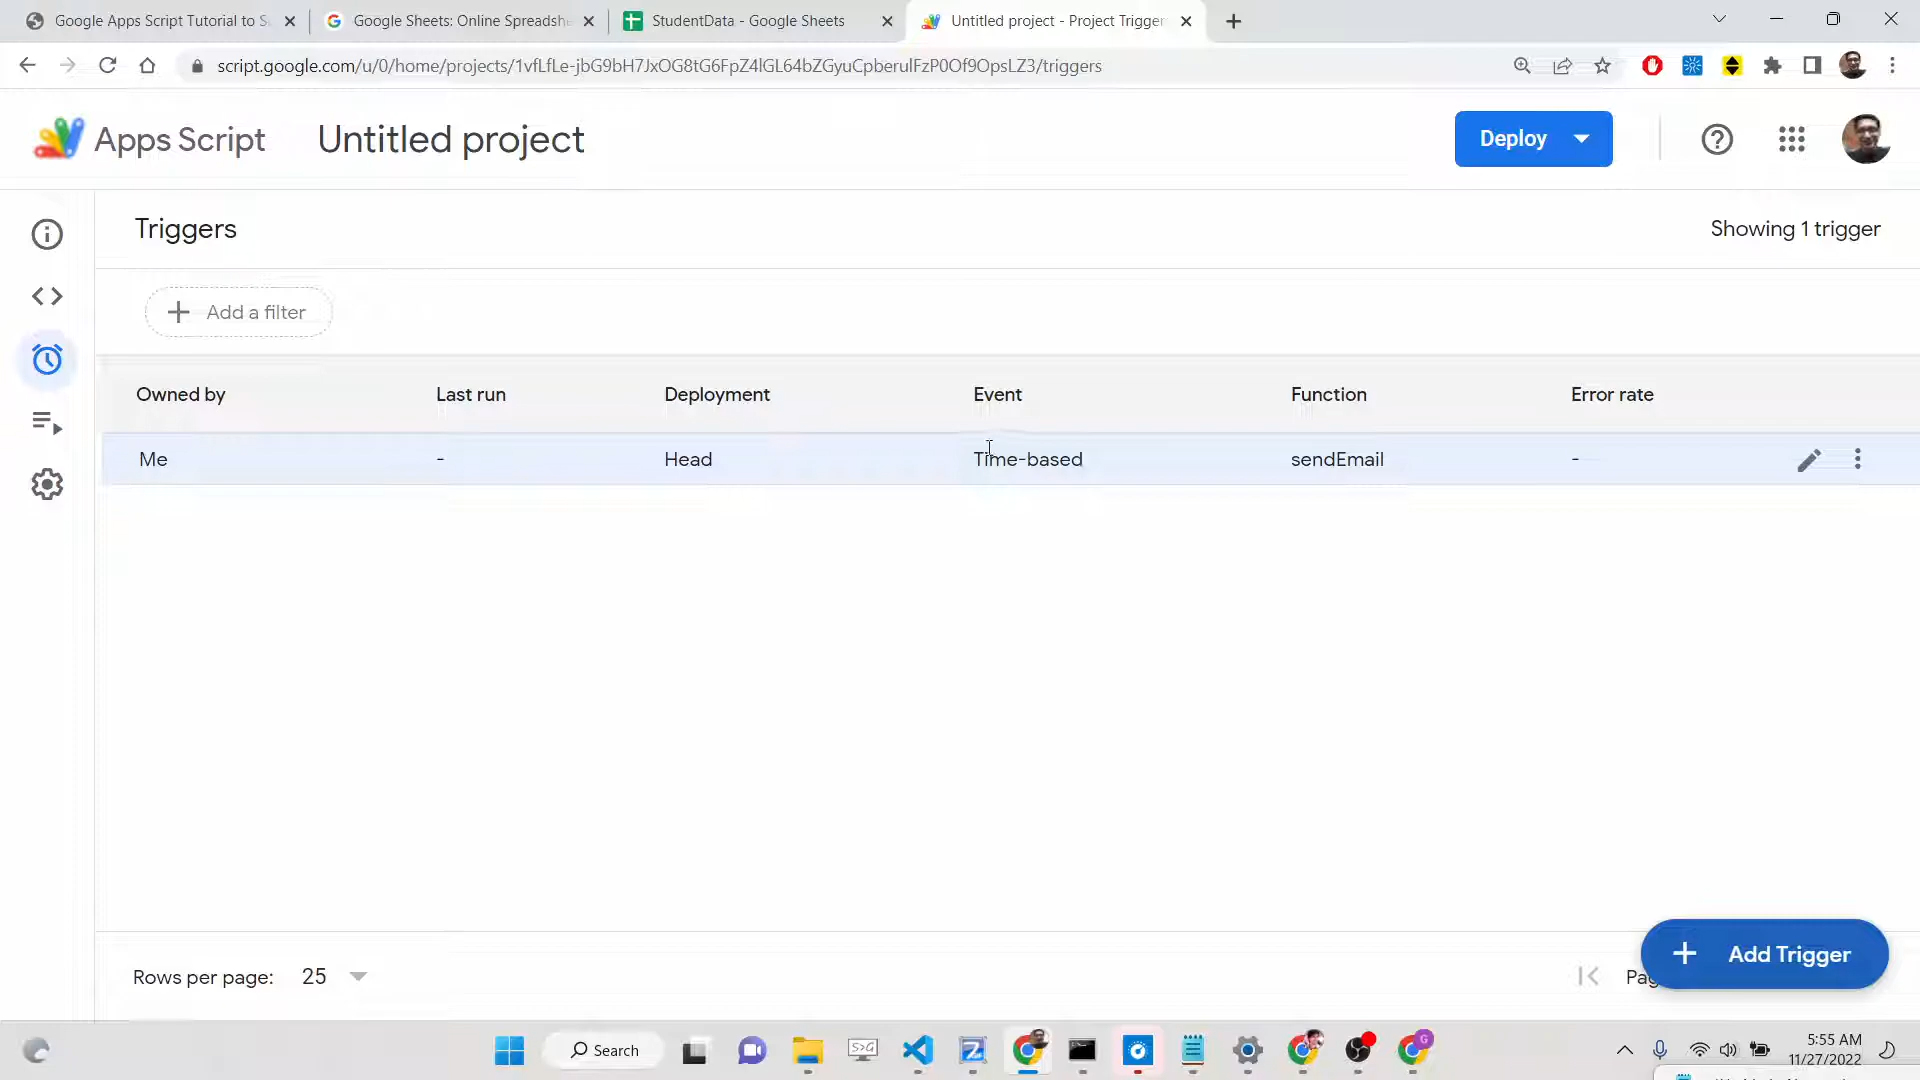 Google Apps Script Tutorial to S
Google Sheets: Online Spreadshe
StudentData - Google Sheets
Untitled project - Project Trigger
script.google.com/u/0/home/projects/1vfLfLe-jbG9bH7JxOG8tG6FpZ4lGL64bZGyuCpberulFzP0Of9OpsLZ3/triggers
Apps Script
Untitled project
Deploy
Triggers
Showing 1 trigger
Add a filter
Owned by
Last run
Deployment
Event
Function
Error rate
Me
-
Head
Time-based
sendEmail
-
Rows per page:
25
Pag
Add Trigger
Search
5:55 AM
11/27/2022